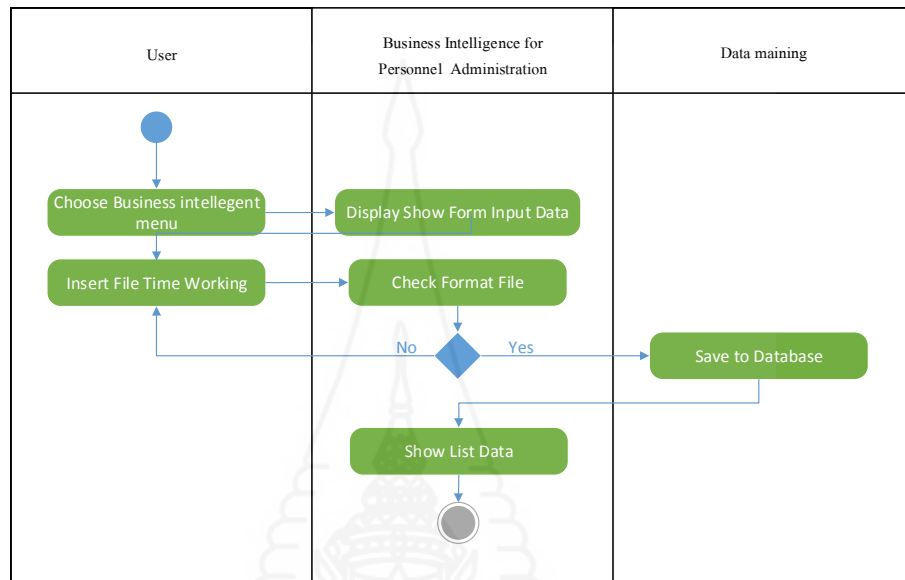 User
Business Intelligence for
Personnel Administration
Data maining
Choose Business intellegent
menu
Display Show Form Input Data
Insert File Time Working
Check Format File
No
Yes
Save to Database
Show List Data